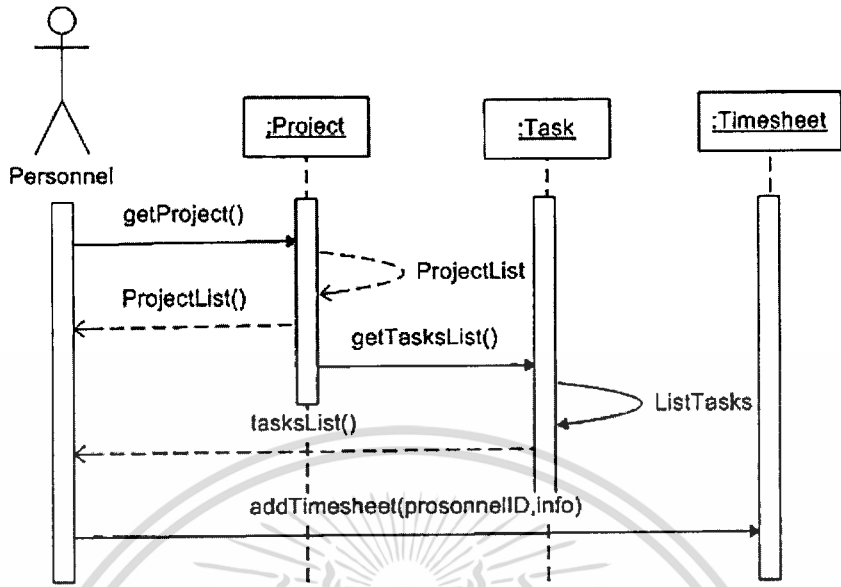 :Project
:Task
:Timesheet
Personnel
getProject()
ProjectList
ProjectList()
getTasksList()
ListTasks
tasksList()
addTimesheet(prosonnelID,info)